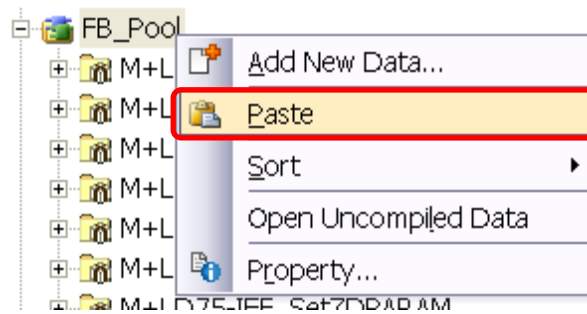 FB_Pool
Add New Data...
M+L
Paste
M+L
M+L
Sort
M+L
Open Uncompiled Data
M+L
M+L
Property...